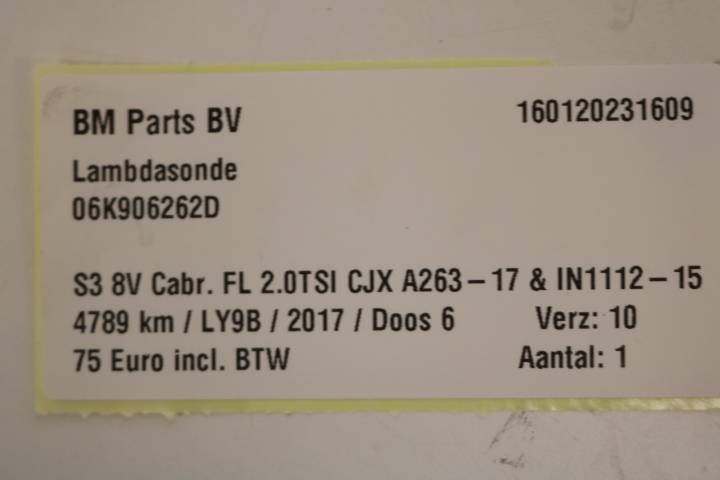 BM Parts BV 160120231609
Lambdasonde
06K906262D
S3 8V Cabr. FL 2.0TSI CJX A263-17 & IN1112-15
4789 km / LY9B / 2017 / Doos 6 Verz: 10
75 Euro incl. BTW Aantal: 1